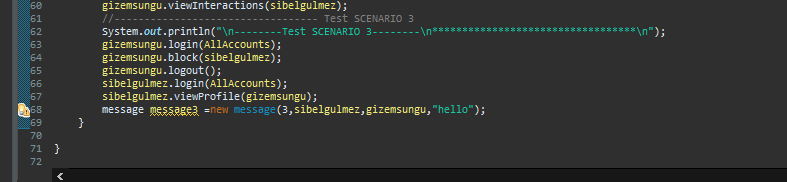 60 gizemsungu.viewInteractions(sibelgulmez);
61 //---------------------------------- Test SCENARIO 3
62 System.out.println("\n--------Test SCENARIO 3--------\n**********************************\n");
63 gizemsungu.login(AllAccounts);
64 gizemsungu.block(sibelgulmez);
65 gizemsungu.logout();
66 sibelgulmez.login(AllAccounts);
67 sibelgulmez.viewProfile(gizemsungu);
68 message message3 =new message(3,sibelgulmez,gizemsungu,"hello");
69 }
70
71 }
72